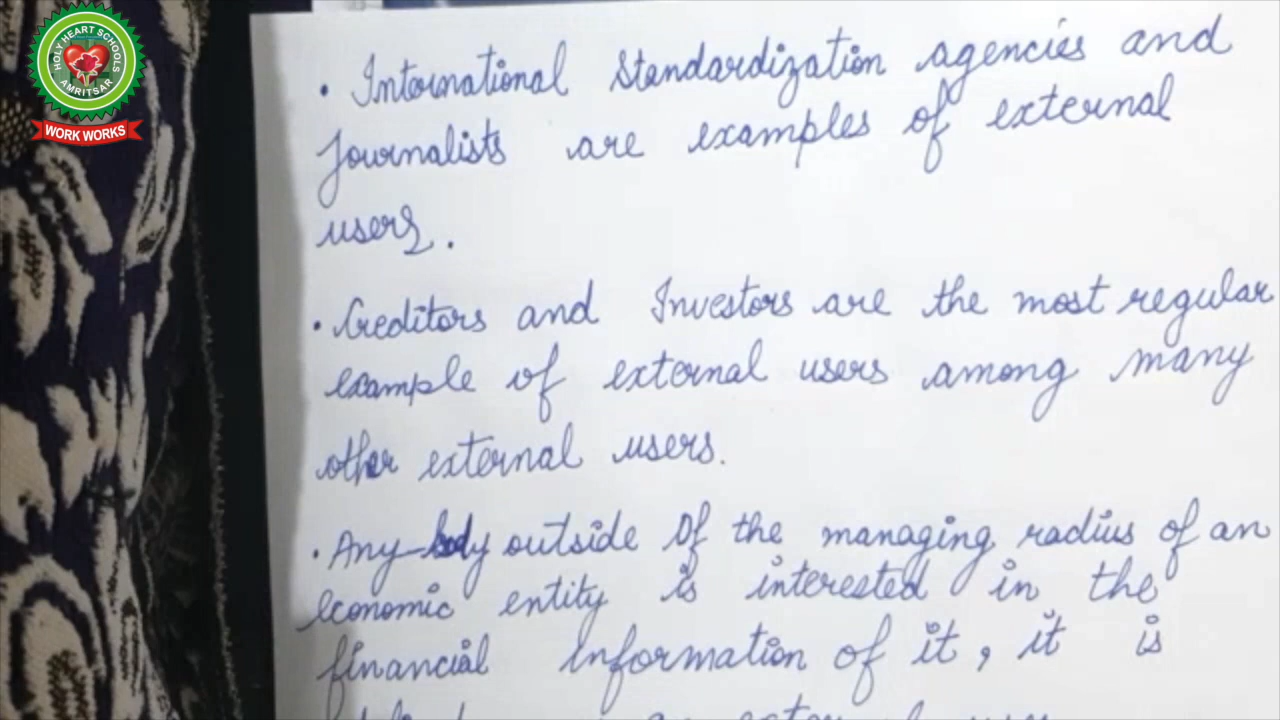 HOLY HEART SCHOOLS
AMRITSAR
WORK WORKS
• International Standardization agencies and
Journalists are examples of external
users.
• Creditors and Investors are the most regular
example of external users among many
other external users.
• Any body outside of the managing radius of an
economic entity is interested in the
financial information of it, it is